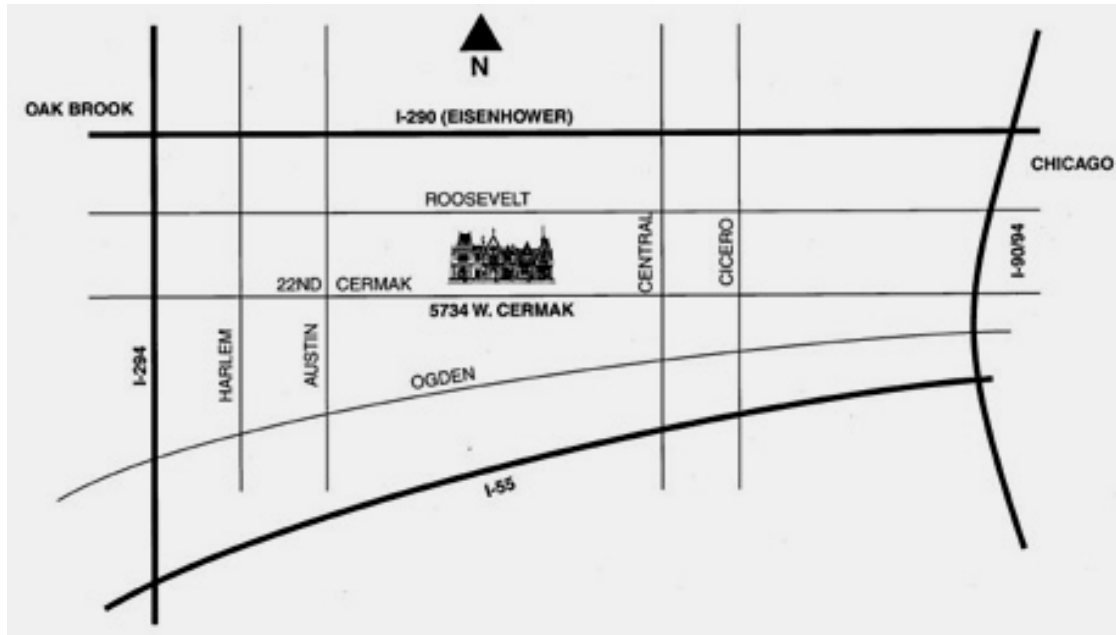 N
OAK BROOK
I-290 (EISENHOWER)
CHICAGO
ROOSEVELT
CENTRAL
CICERO
I-90/94
22ND CERMAK
5734 W. CERMAK
I-294
HARLEM
AUSTIN
OGDEN
I-55